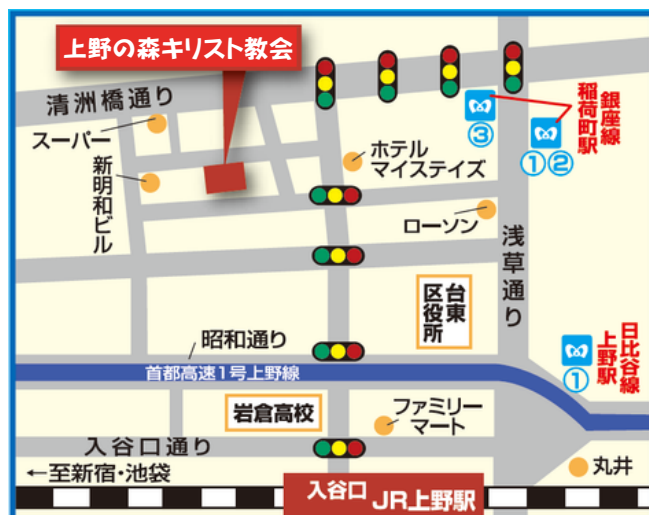 上野の森キリスト教会
清洲橋通り
スーパー
新明和ビル
ホテル
マイステイズ
③
①②
銀座線
稲荷町駅
ローソン
浅草通り
台東
区役所
昭和通り
首都高速1号上野線
①
日比谷線
上野駅
岩倉高校
ファミリー
マート
入谷口通り
←至新宿・池袋
丸井
入谷口
JR上野駅